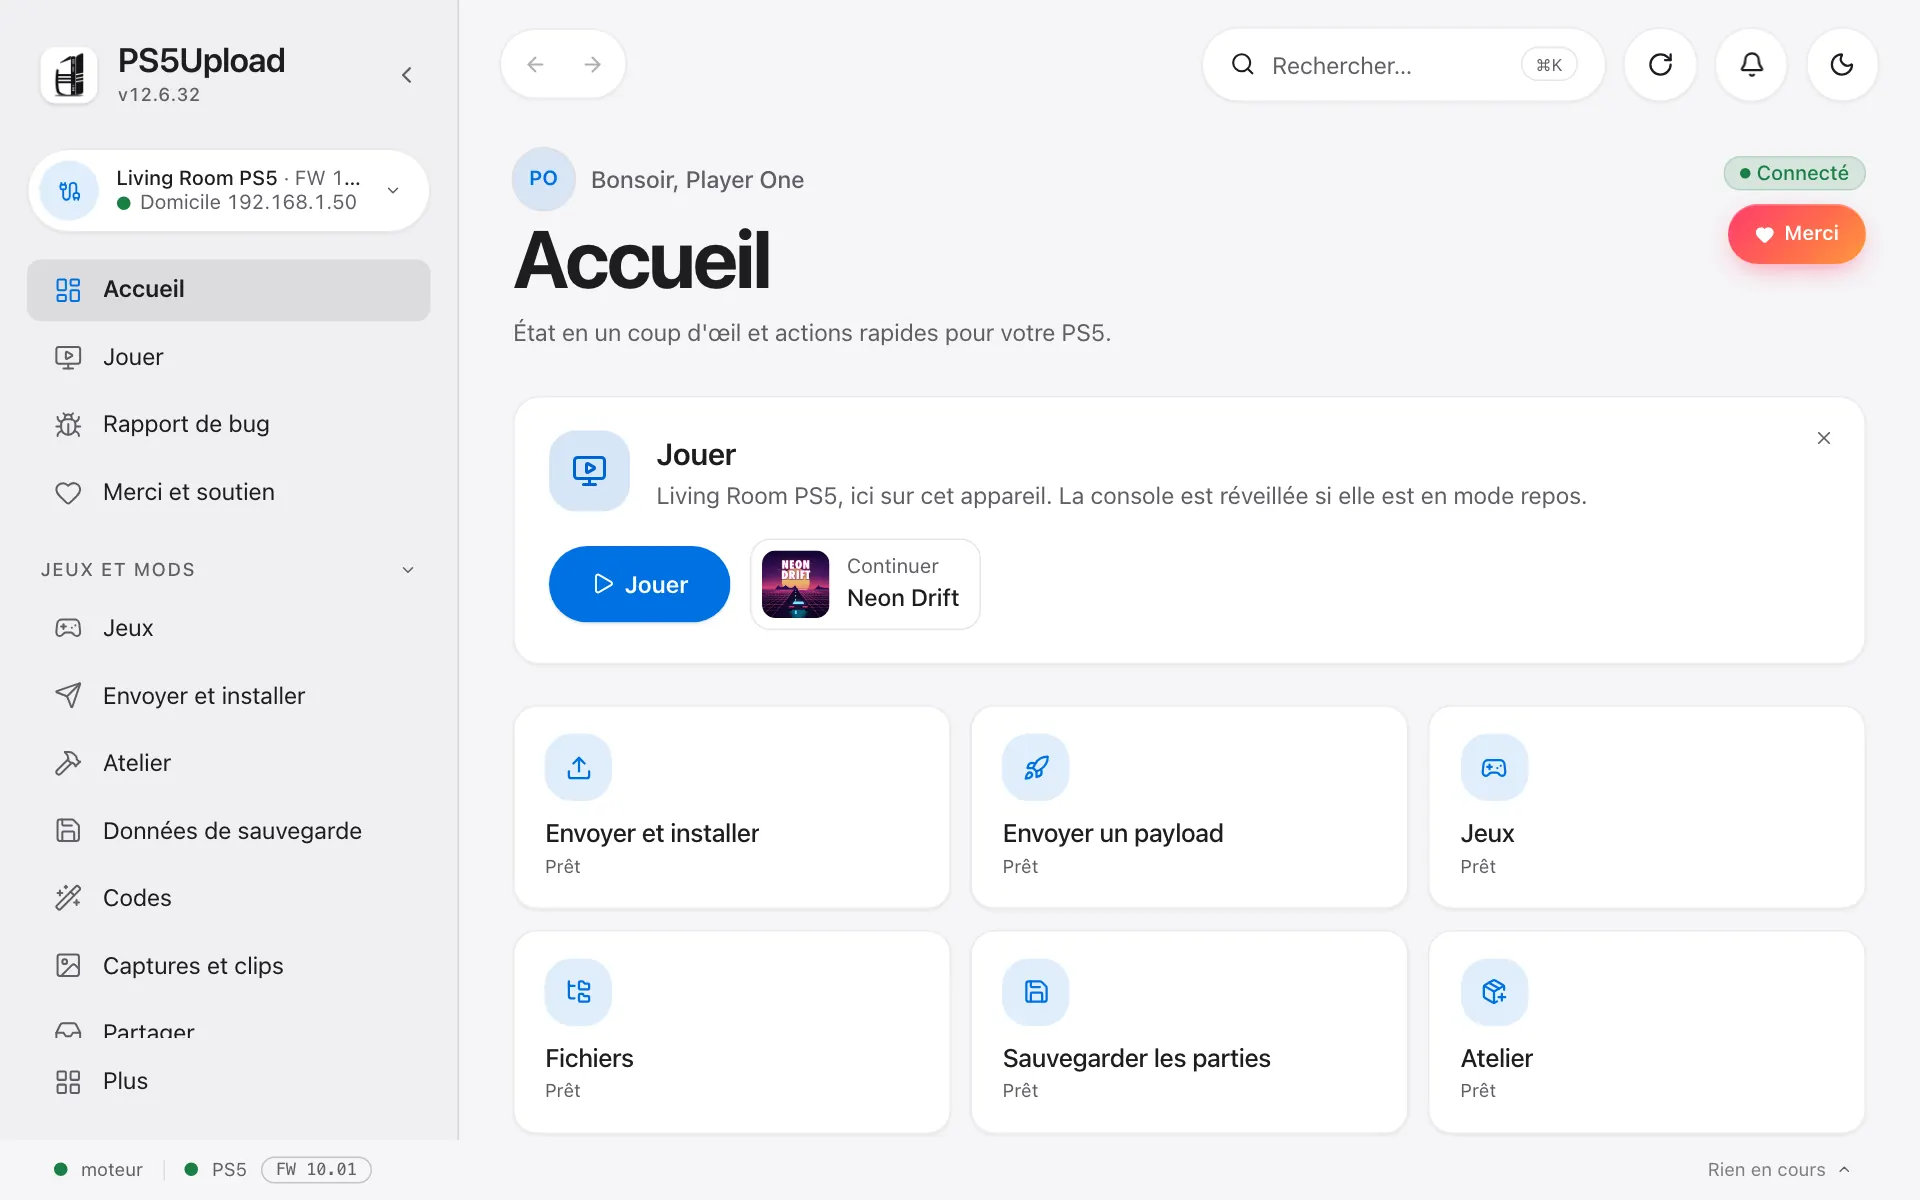 PS5Upload
v12.6.32
Living Room PS5 · FW 1...
Domicile 192.168.1.50
Accueil
Jouer
Rapport de bug
Merci et soutien
JEUX ET MODS
Jeux
Envoyer et installer
Atelier
Données de sauvegarde
Codes
Captures et clips
Partager
Plus
Rechercher...
⌘K
PO
Bonsoir, Player One
Connecté
Merci
Accueil
État en un coup d'œil et actions rapides pour votre PS5.
Jouer
Living Room PS5, ici sur cet appareil. La console est réveillée si elle est en mode repos.
Jouer
NEON
DRIFT
Continuer
Neon Drift
Envoyer et installer
Prêt
Envoyer un payload
Prêt
Jeux
Prêt
Fichiers
Prêt
Sauvegarder les parties
Prêt
Atelier
Prêt
moteur
PS5
FW 10.01
Rien en cours